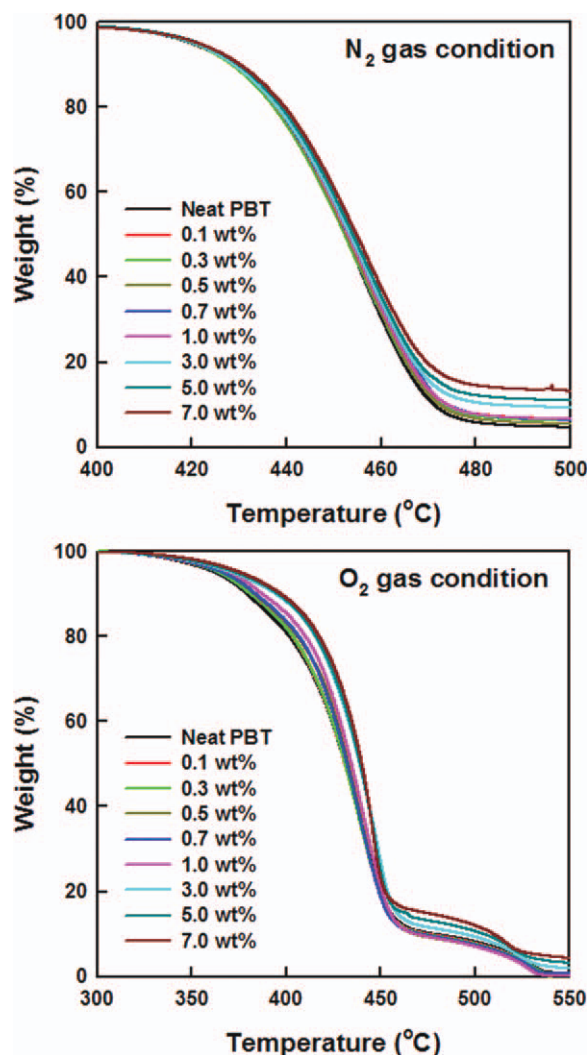 100
N2 gas condition
80
60
40
20
0
Weight (%)
Neat PBT
0.1 wt%
0.3 wt%
0.5 wt%
0.7 wt%
1.0 wt%
3.0 wt%
5.0 wt%
7.0 wt%
400 420 440 460 480 500
Temperature (°C)
100
O2 gas condition
80
60
40
20
0
Weight (%)
Neat PBT
0.1 wt%
0.3 wt%
0.5 wt%
0.7 wt%
1.0 wt%
3.0 wt%
5.0 wt%
7.0 wt%
300 350 400 450 500 550
Temperature (°C)